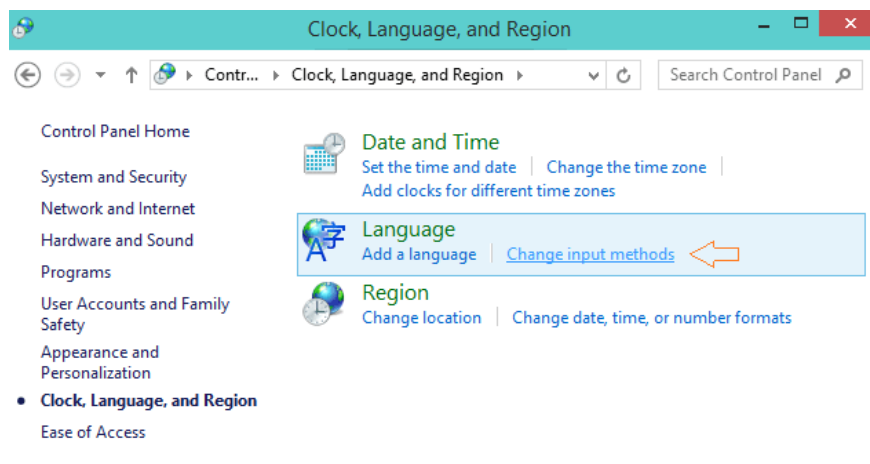 Clock, Language, and Region
Contr... Clock, Language, and Region Search Control Panel
Control Panel Home
System and Security
Network and Internet
Hardware and Sound
Programs
User Accounts and Family
Safety
Appearance and
Personalization
Clock, Language, and Region
Ease of Access
Date and Time
Set the time and date Change the time zone
Add clocks for different time zones
A字
Language
Add a language Change input methods
Region
Change location Change date, time, or number formats